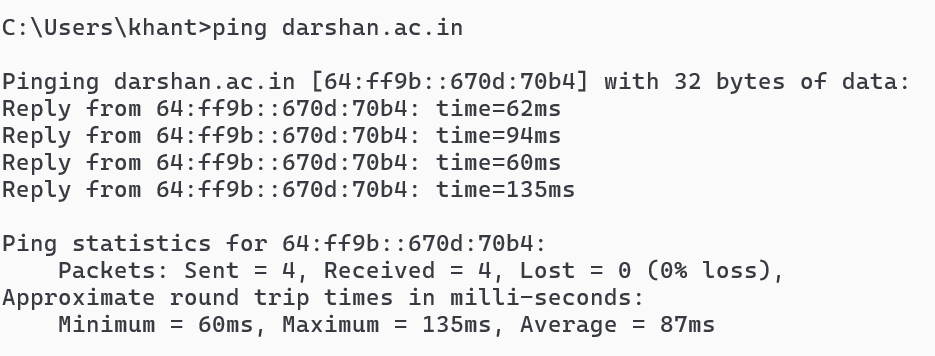 C:\Users\khant>ping darshan.ac.in
Pinging darshan.ac.in [64:ff9b::670d:70b4] with 32 bytes of data:
Reply from 64:ff9b::670d:70b4: time=62ms
Reply from 64:ff9b::670d:70b4: time=94ms
Reply from 64:ff9b::670d:70b4: time=60ms
Reply from 64:ff9b::670d:70b4: time=135ms
Ping statistics for 64:ff9b::670d:70b4:
    Packets: Sent = 4, Received = 4, Lost = 0 (0% loss),
Approximate round trip times in milli-seconds:
    Minimum = 60ms, Maximum = 135ms, Average = 87ms